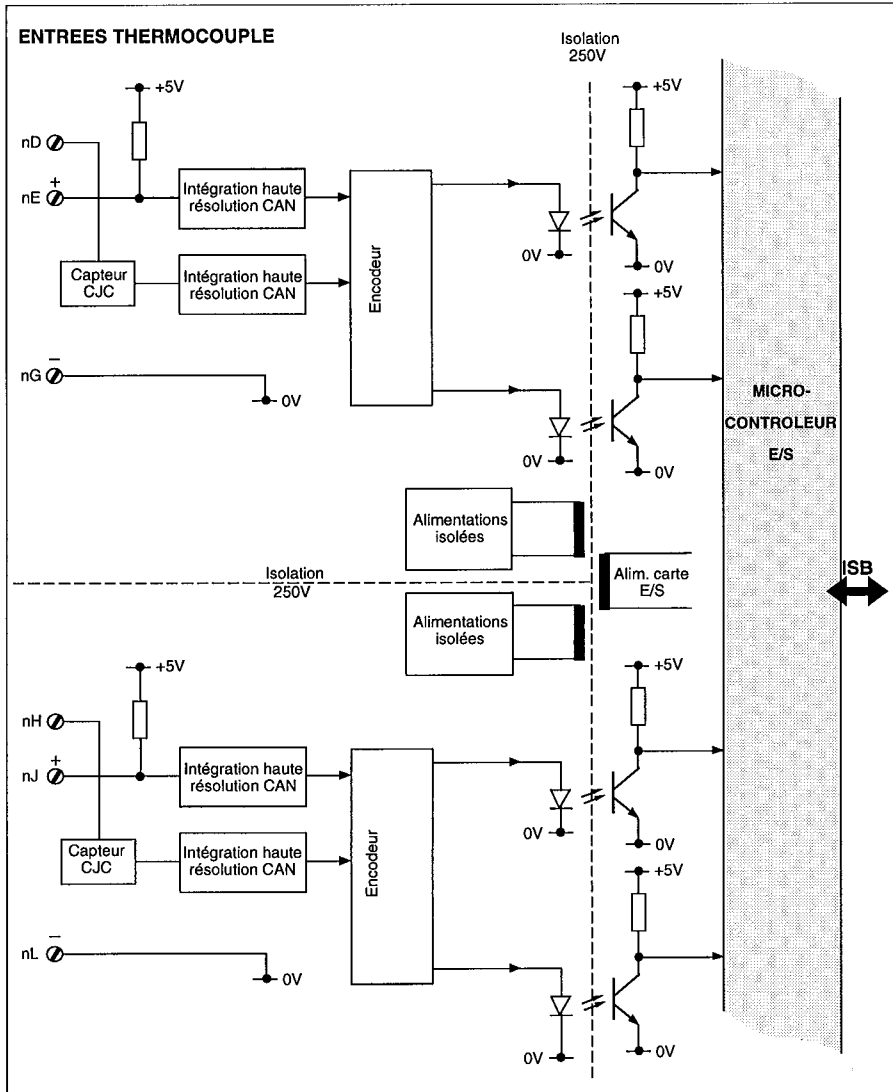 ENTREES THERMOCOUPLE
Isolation
250V
+5V
+5V
nD
+
nE
Intégration haute
résolution CAN
Capteur
CJC
Intégration haute
résolution CAN
Encodeur
0V
0V
+5V
–
nG
0V
0V
0V
MICRO-
CONTROLEUR
E/S
Alimentations
isolées
Isolation
250V
Alim. carte
E/S
ISB
Alimentations
isolées
+5V
+5V
nH
+
nJ
Intégration haute
résolution CAN
Capteur
CJC
Intégration haute
résolution CAN
Encodeur
0V
0V
+5V
–
nL
0V
0V
0V